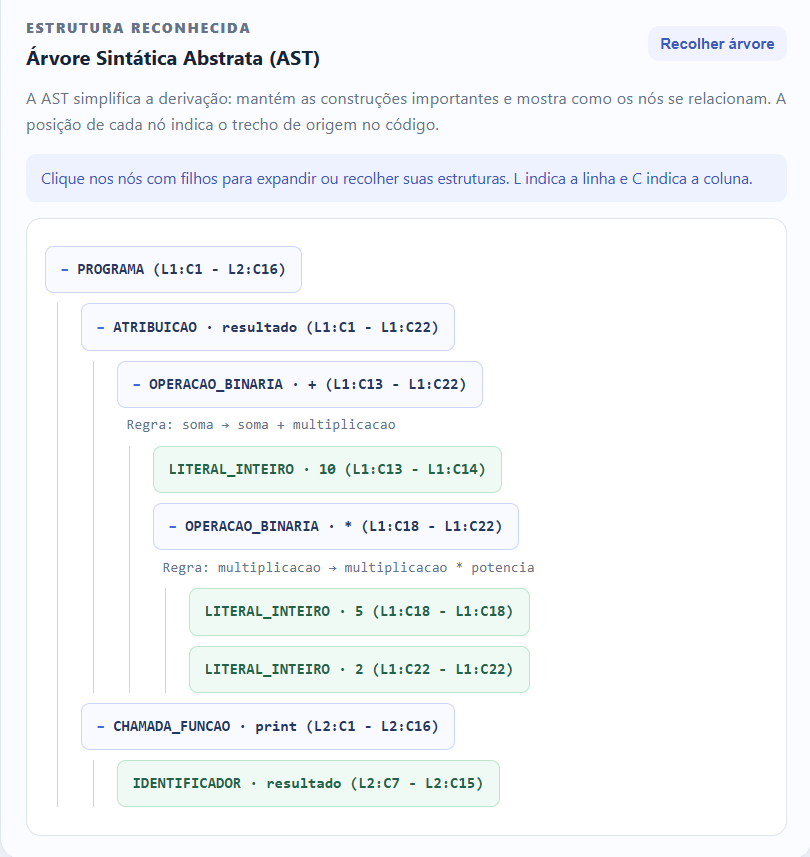 ESTRUTURA RECONHECIDA
Árvore Sintática Abstrata (AST)
Recolher árvore
A AST simplifica a derivação: mantém as construções importantes e mostra como os nós se relacionam. A
posição de cada nó indica o trecho de origem no código.
Clique nos nós com filhos para expandir ou recolher suas estruturas. L indica a linha e C indica a coluna.
– PROGRAMA (L1:C1 - L2:C16)
– ATRIBUICAO · resultado (L1:C1 - L1:C22)
– OPERACAO_BINARIA · + (L1:C13 - L1:C22)
Regra: soma → soma + multiplicacao
LITERAL_INTEIRO · 10 (L1:C13 - L1:C14)
– OPERACAO_BINARIA · * (L1:C18 - L1:C22)
Regra: multiplicacao → multiplicacao * potencia
LITERAL_INTEIRO · 5 (L1:C18 - L1:C18)
LITERAL_INTEIRO · 2 (L1:C22 - L1:C22)
– CHAMADA_FUNCAO · print (L2:C1 - L2:C16)
IDENTIFICADOR · resultado (L2:C7 - L2:C15)